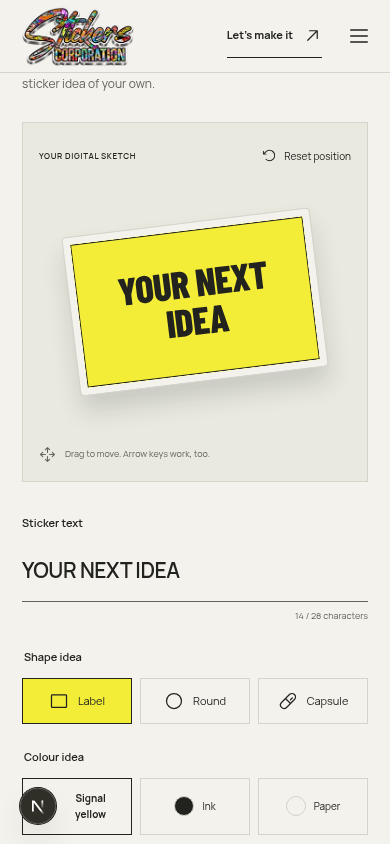 Stickers
CORPORATION
Let's make it
sticker idea of your own.
YOUR DIGITAL SKETCH
Reset position
YOUR NEXT
IDEA
Drag to move. Arrow keys work, too.
Sticker text
YOUR NEXT IDEA
14 / 28 characters
Shape idea
Label
Round
Capsule
Colour idea
N
Signal
yellow
Ink
Paper